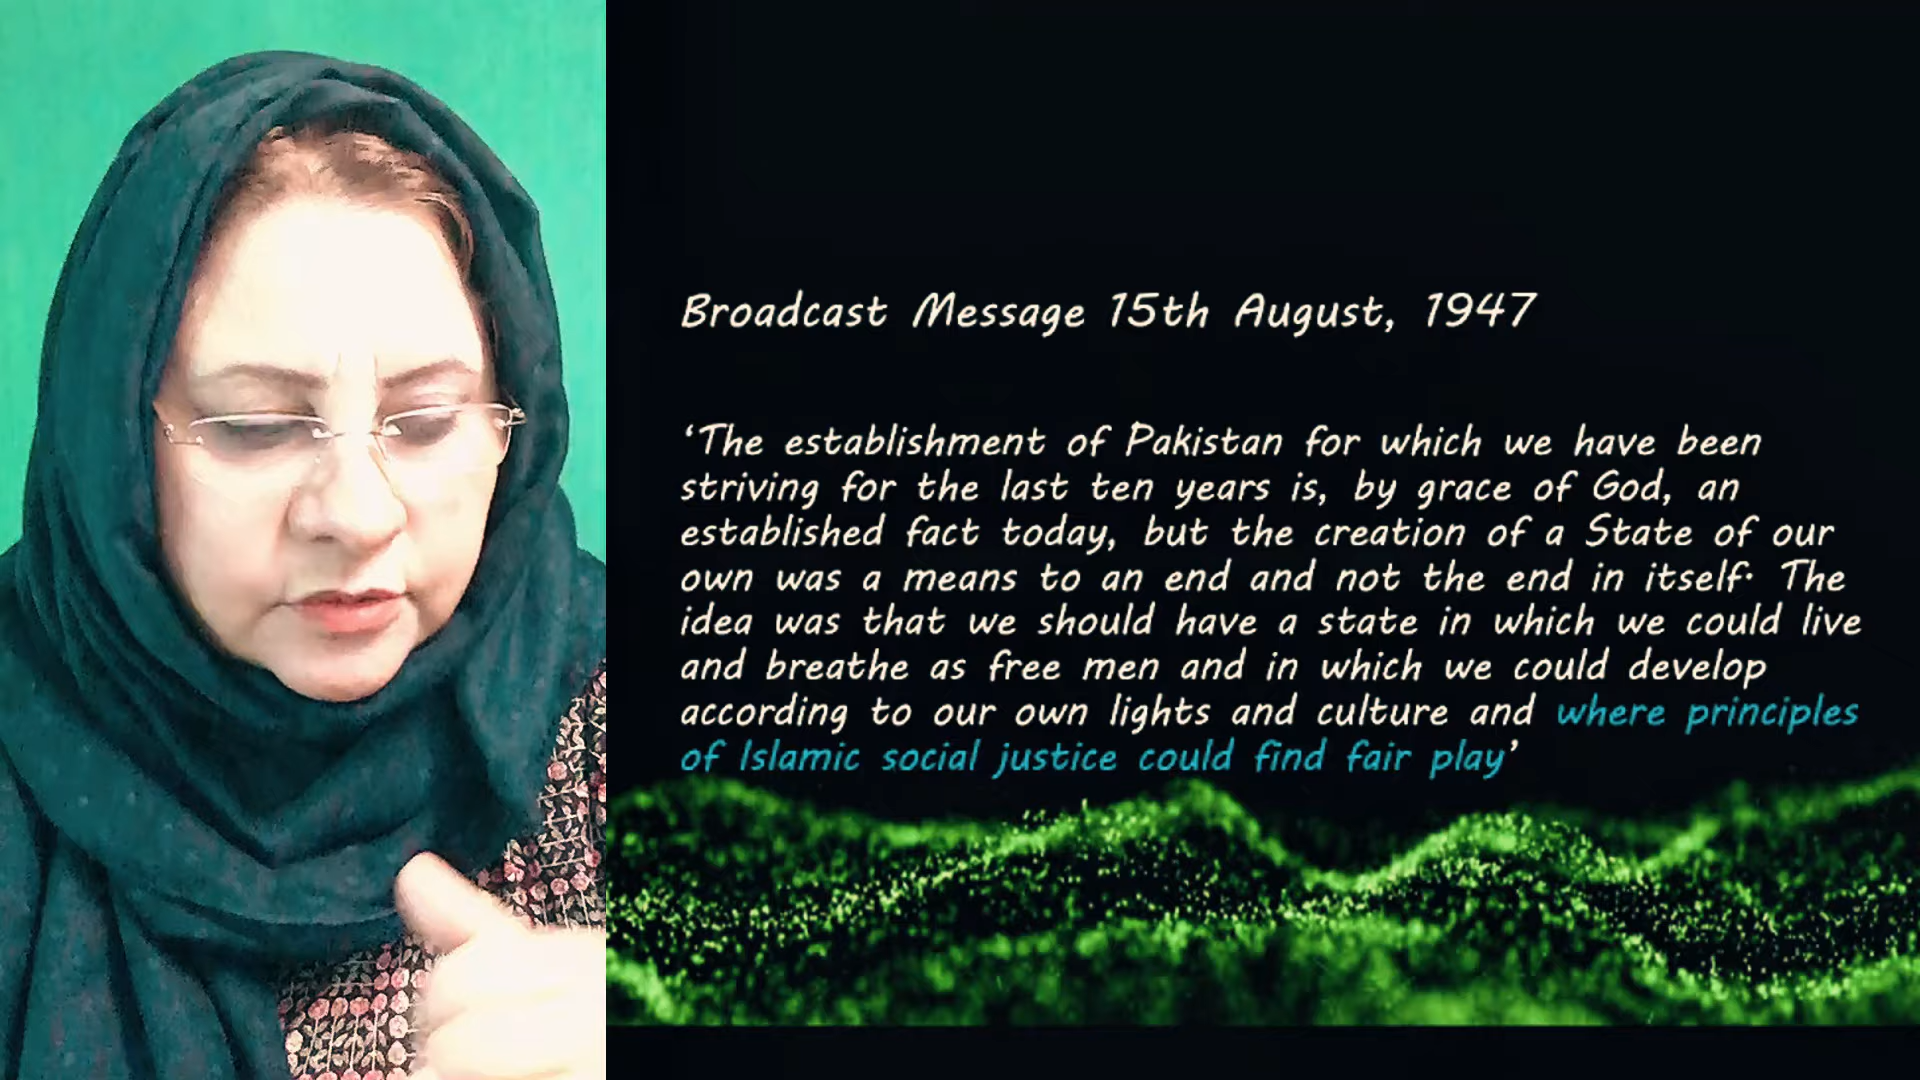 Broadcast Message 15th August, 1947
‘The establishment of Pakistan for which we have been
striving for the last ten years is, by grace of God, an
established fact today, but the creation of a State of our
own was a means to an end and not the end in itself· The
idea was that we should have a state in which we could live
and breathe as free men and in which we could develop
according to our own lights and culture and where principles
of Islamic social justice could find fair play’